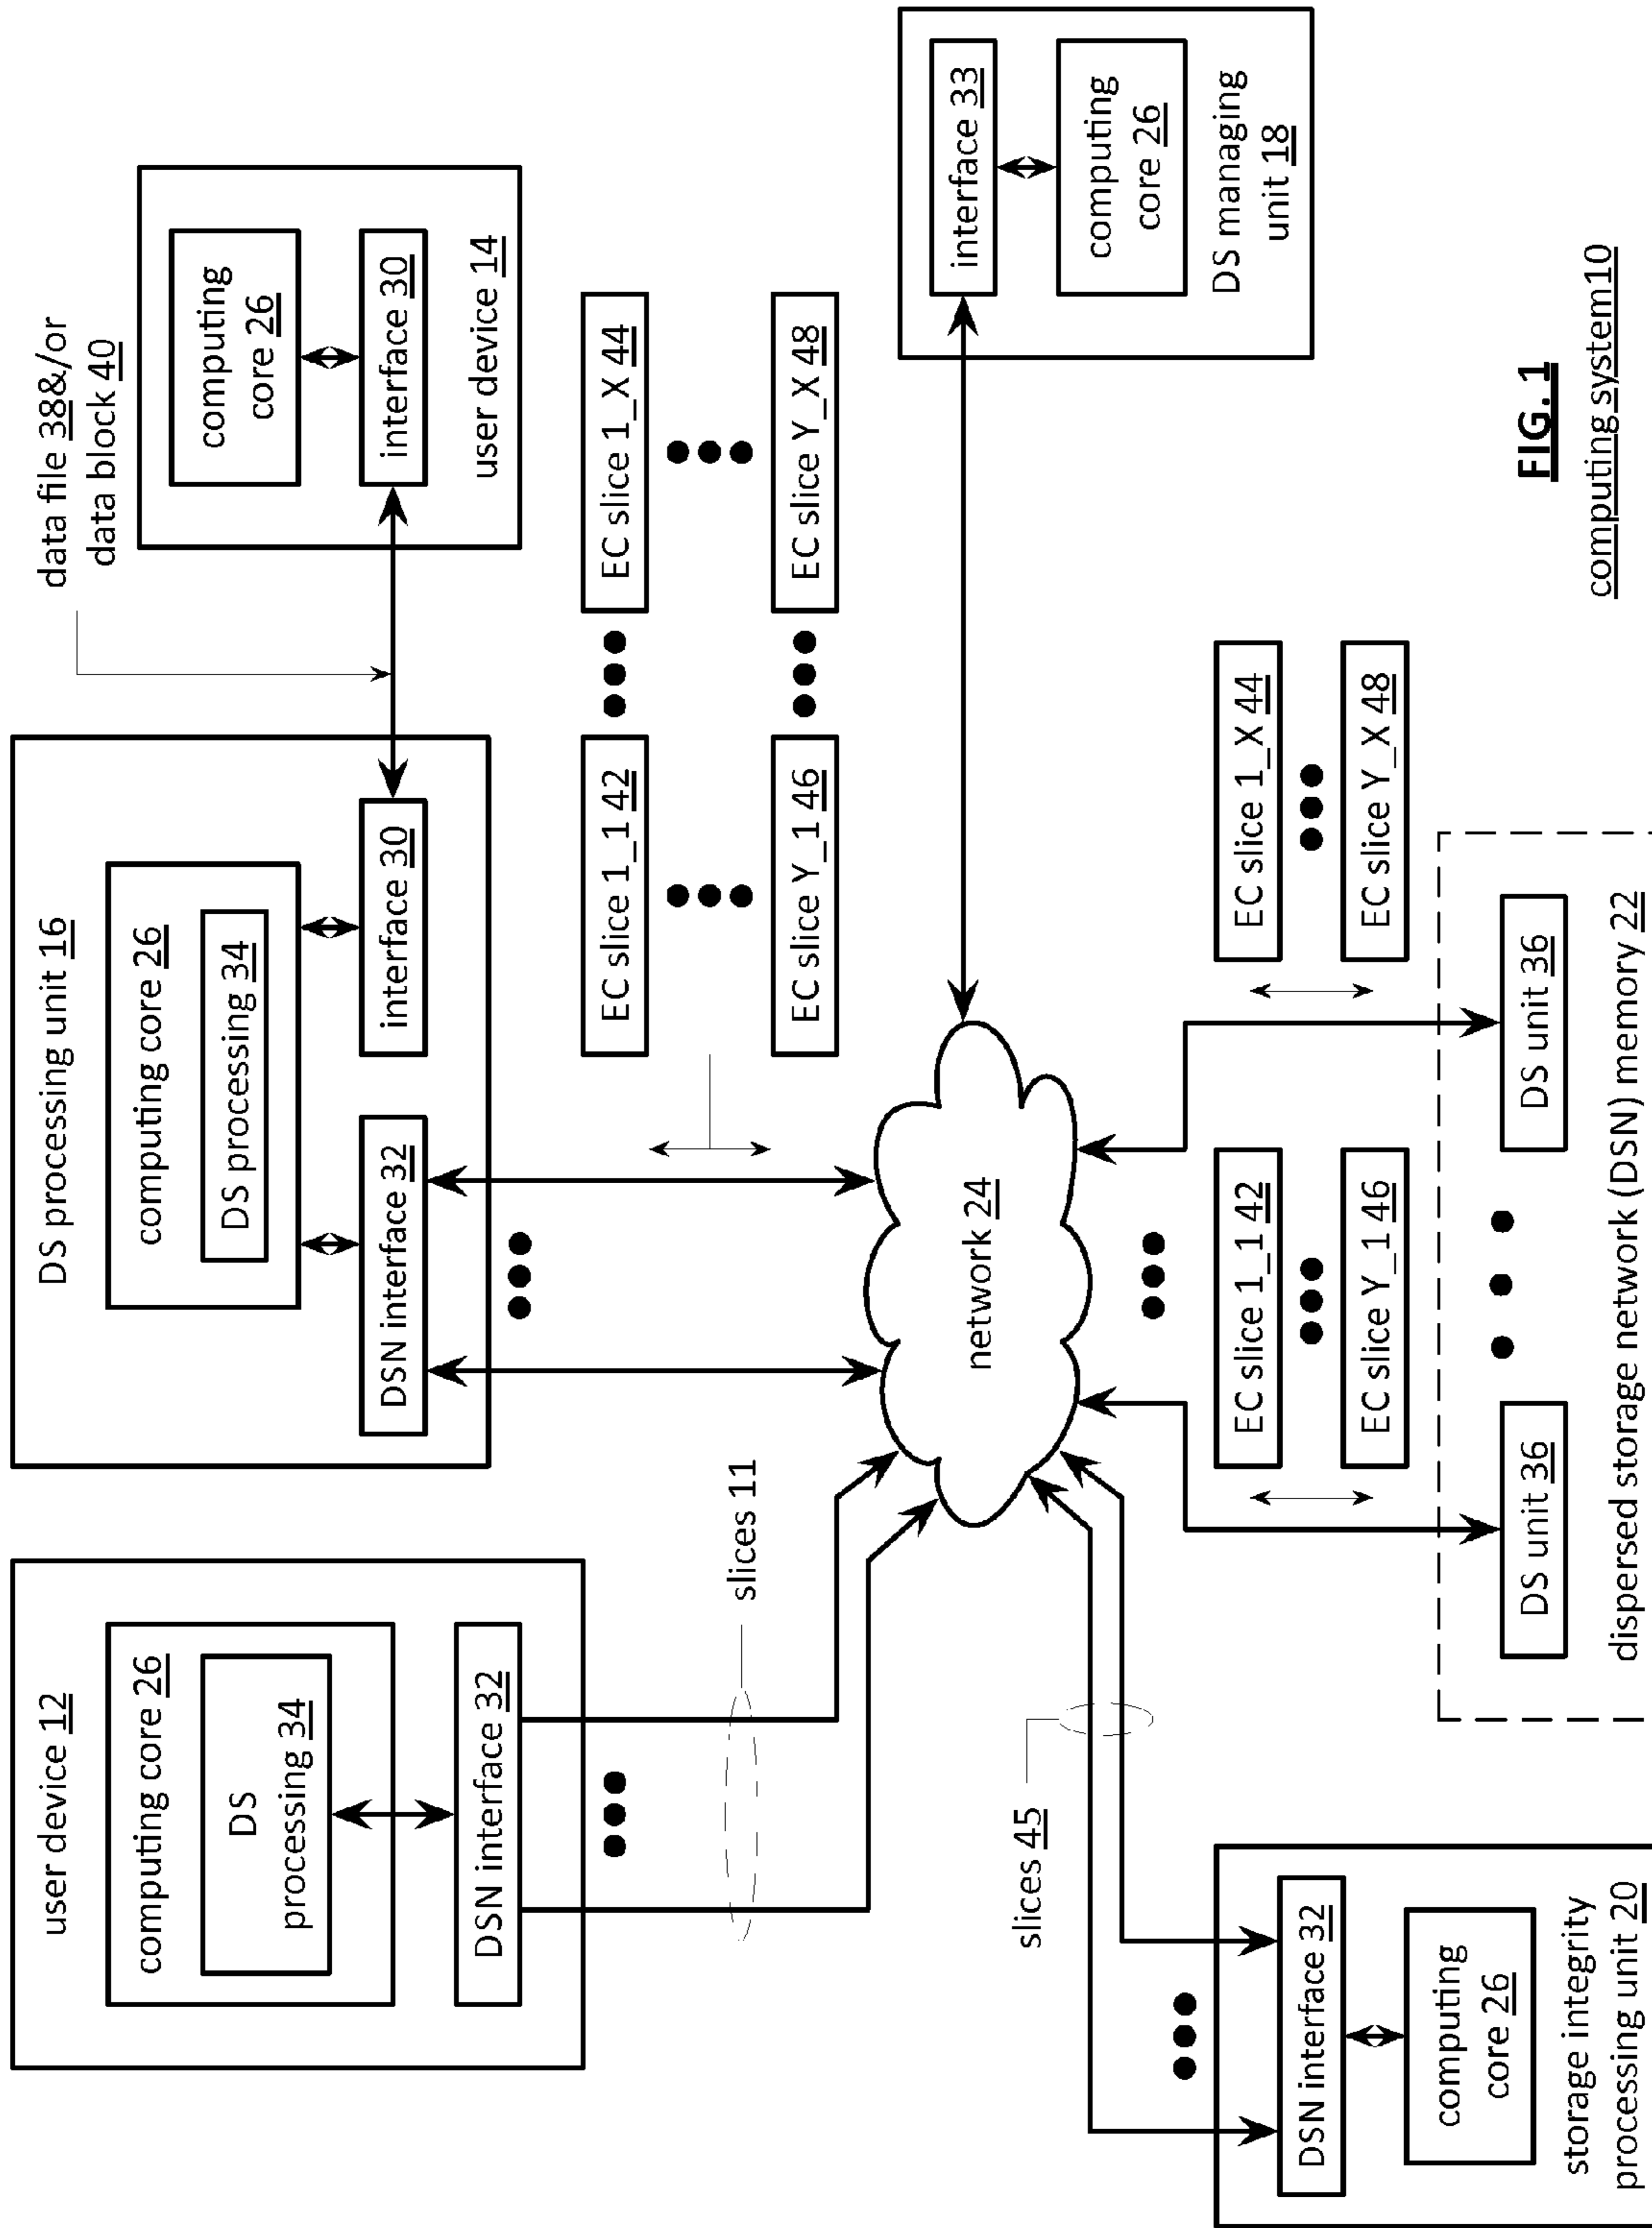 user device 12
computing core 26
DS
processing 34
DSN interface 32
slices 11
DS processing unit 16
computing core 26
DS processing 34
DSN interface 32
interface 30
data file 38&/or
data block 40
computing
core 26
interface 30
user device 14
EC slice 1_1 42
EC slice 1_X 44
EC slice Y_1 46
EC slice Y_X 48
network 24
interface 33
computing
core 26
DS managing
unit 18
slices 45
DSN interface 32
computing
core 26
storage integrity
processing unit 20
EC slice 1_1 42
EC slice Y_1 46
EC slice 1_X 44
EC slice Y_X 48
DS unit 36
DS unit 36
dispersed storage network (DSN) memory 22
FIG. 1
computing system10